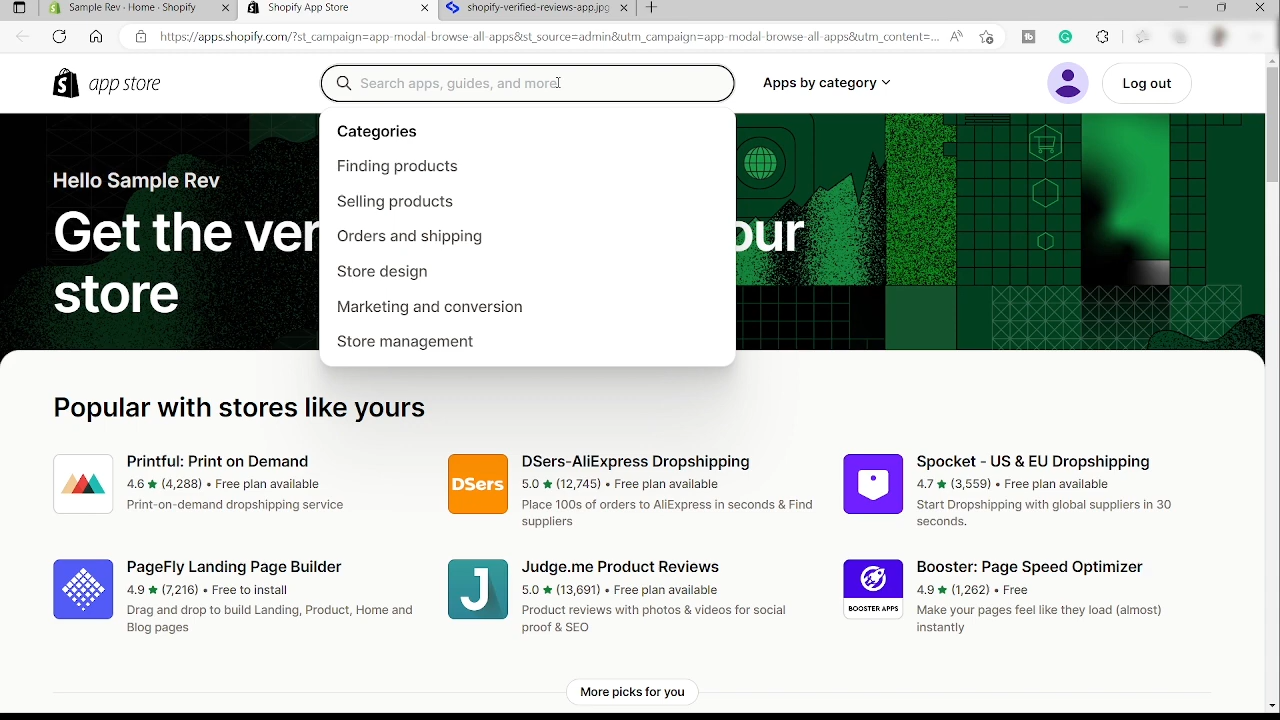 Sample Rev · Home · Shopify
Shopify App Store
shopify-verified-reviews-app.jpg
https://apps.shopify.com/?st_campaign=app-modal-browse-all-apps&st_source=admin&utm_campaign=app-modal-browse-all-apps&utm_content=...
app store
Search apps, guides, and more
Apps by category
Log out
Categories
Finding products
Selling products
Orders and shipping
Store design
Marketing and conversion
Store management
Hello Sample Rev
Get the ver our
store
Popular with stores like yours
Printful: Print on Demand
4.6 ★ (4,288) • Free plan available
Print-on-demand dropshipping service
DSers
DSers-AliExpress Dropshipping
5.0 ★ (12,745) • Free plan available
Place 100s of orders to AliExpress in seconds & Find
suppliers
Spocket - US & EU Dropshipping
4.7 ★ (3,559) • Free plan available
Start Dropshipping with global suppliers in 30
seconds.
PageFly Landing Page Builder
4.9 ★ (7,216) • Free to install
Drag and drop to build Landing, Product, Home and
Blog pages
J
Judge.me Product Reviews
5.0 ★ (13,691) • Free plan available
Product reviews with photos & videos for social
proof & SEO
BOOSTER APPS
Booster: Page Speed Optimizer
4.9 ★ (1,262) • Free
Make your pages feel like they load (almost)
instantly
More picks for you